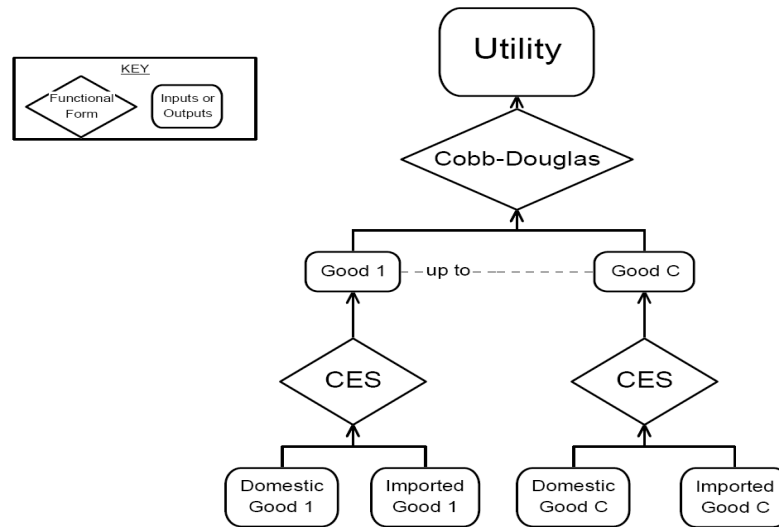 Utility
KEY
Functional
Form
Inputs or
Outputs
Cobb-Douglas
Good 1
up to
Good C
CES
CES
Domestic
Good 1
Imported
Good 1
Domestic
Good C
Imported
Good C